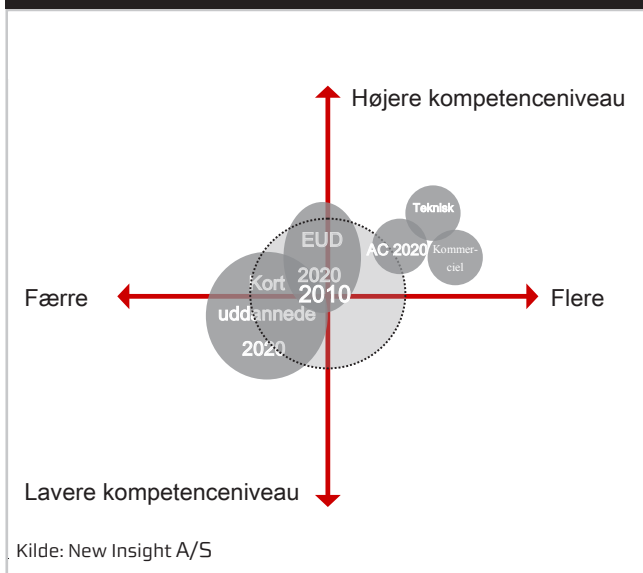 Højere kompetenceniveau
Teknisk
EUD
AC 2020
Kommer-
ciel
2020
Kort
2010
Færre
Flere
uddannede
2020
Lavere kompetenceniveau
Kilde: New Insight A/S